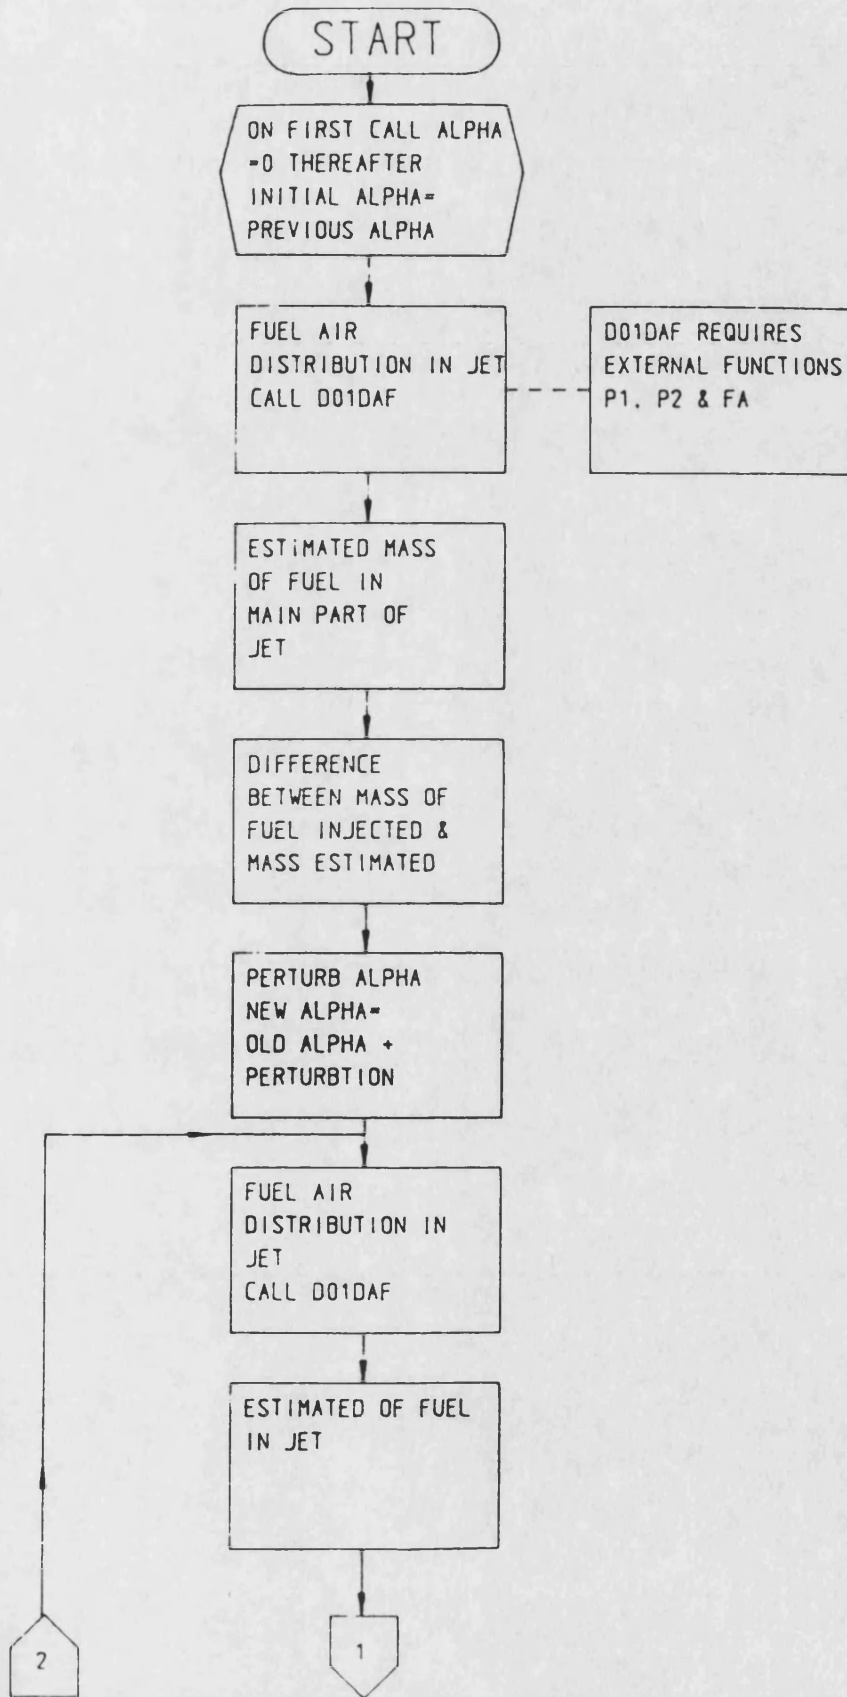 START
ON FIRST CALL ALPHA
=0 THEREAFTER
INITIAL ALPHA=
PREVIOUS ALPHA
FUEL AIR
DISTRIBUTION IN JET
CALL D01DAF
D01DAF REQUIRES
EXTERNAL FUNCTIONS
P1, P2 & FA
ESTIMATED MASS
OF FUEL IN
MAIN PART OF
JET
DIFFERENCE
BETWEEN MASS OF
FUEL INJECTED &
MASS ESTIMATED
PERTURB ALPHA
NEW ALPHA=
OLD ALPHA +
PERTURBTION
FUEL AIR
DISTRIBUTION IN
JET
CALL D01DAF
ESTIMATED OF FUEL
IN JET
2
1